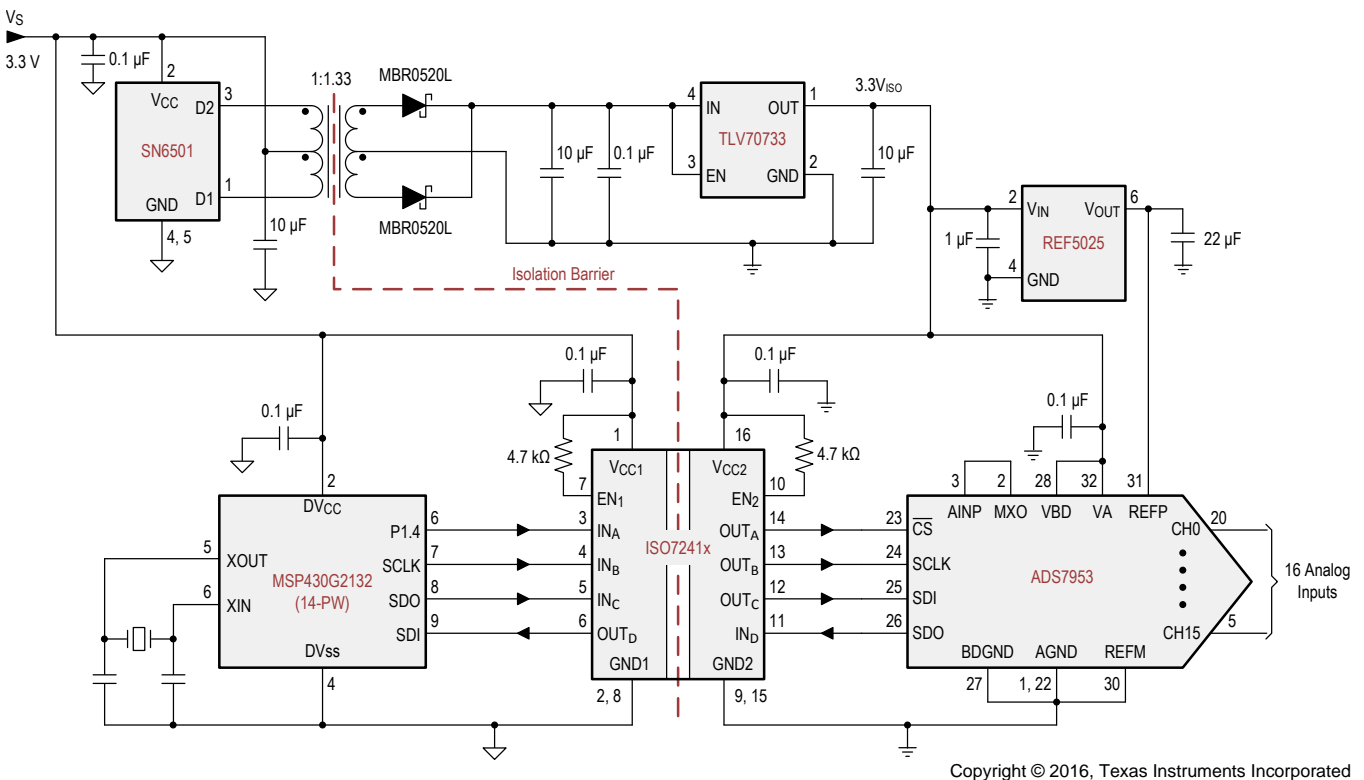 VS
3.3 V
0.1 µF
2
VCC
D2
3
SN6501
D1
1
GND
4, 5
10 µF
1:1.33
MBR0520L
MBR0520L
10 µF
0.1 µF
4
IN
OUT
1
TLV70733
3
EN
GND
2
3.3VISO
10 µF
2
VIN
VOUT
6
REF5025
1 µF
4
GND
22 µF
Isolation Barrier
0.1 µF
0.1 µF
0.1 µF
0.1 µF
4.7 kΩ
4.7 kΩ
1
VCC1
7
EN1
3
INA
4
INB
5
INC
6
OUTD
GND1
2, 8
ISO7241x
16
VCC2
10
EN2
14
OUTA
13
OUTB
12
OUTC
11
IND
GND2
9, 15
2
DVCC
5
XOUT
6
XIN
MSP430G2132
(14-PW)
P1.4
6
SCLK
7
SDO
8
SDI
9
DVss
4
3
AINP
2
MXO
28
VBD
32
VA
31
REFP
23
CS
24
SCLK
25
SDI
26
SDO
ADS7953
CH0
20
CH15
5
16 Analog
Inputs
BDGND
27
AGND
1, 22
REFM
30
Copyright © 2016, Texas Instruments Incorporated